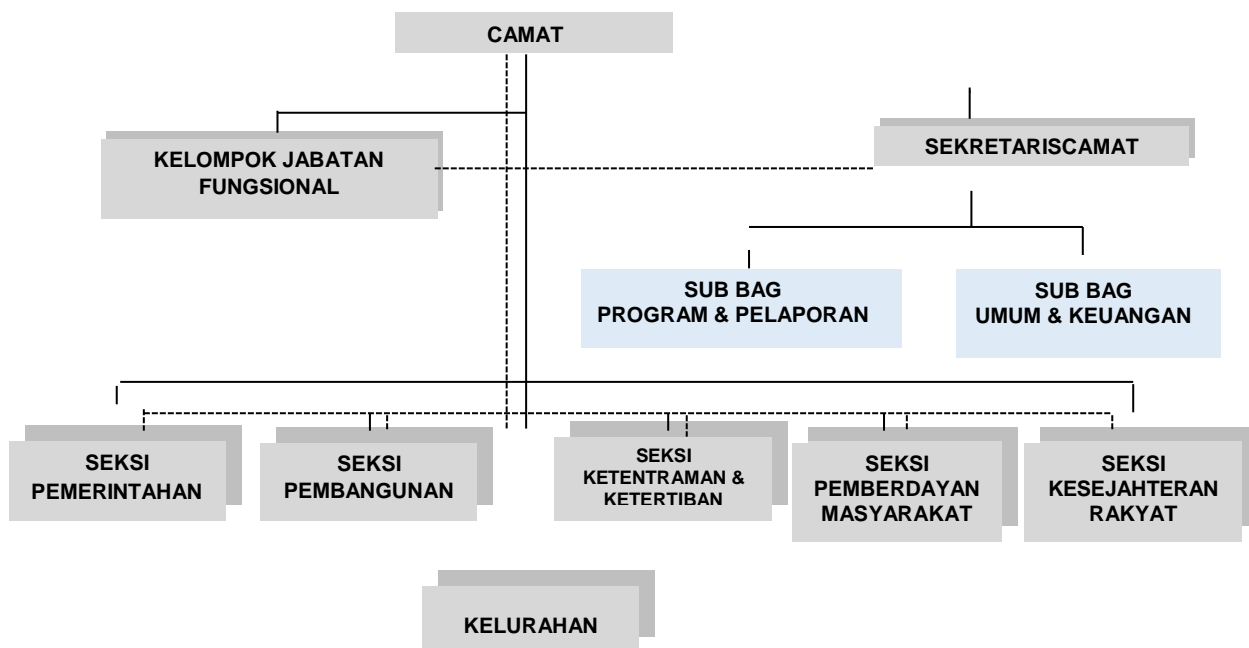 CAMAT
KELOMPOK JABATAN
FUNGSIONAL
SEKRETARISCAMAT
SUB BAG
PROGRAM & PELAPORAN
SUB BAG
UMUM & KEUANGAN
SEKSI
PEMERINTAHAN
SEKSI
PEMBANGUNAN
SEKSI
KETENTRAMAN &
KETERTIBAN
SEKSI
PEMBERDAYAN
MASYARAKAT
SEKSI
KESEJAHTERAN
RAKYAT
KELURAHAN